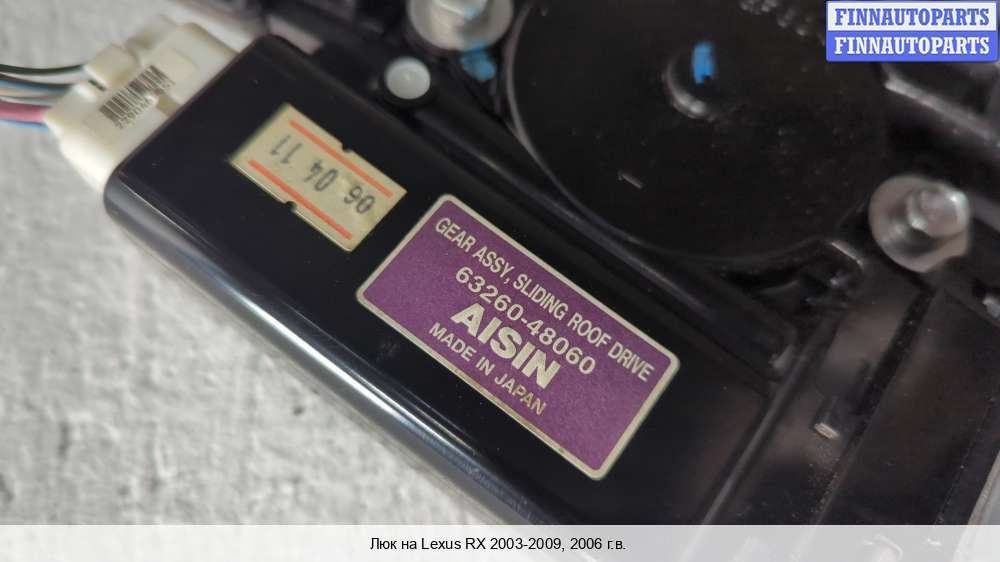 FINNAUTOPARTS
FINNAUTOPARTS
06 04 11
GEAR ASSY, SLIDING ROOF DRIVE
63260-48060
AISIN
MADE IN JAPAN
Люк на Lexus RX 2003-2009, 2006 г.в.